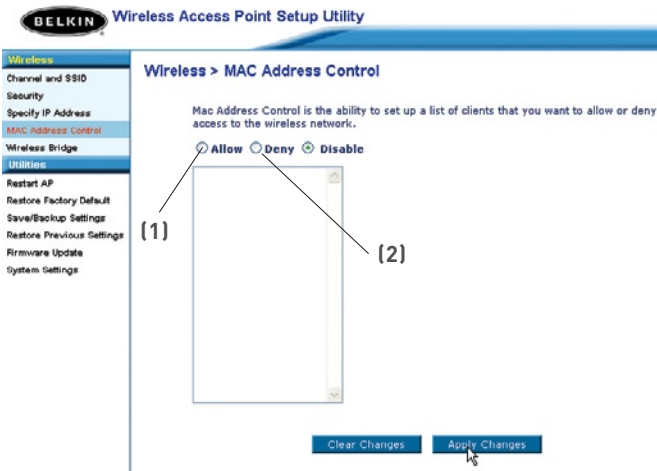 BELKIN Wireless Access Point Setup Utility
Wireless
Channel and SSID
Security
Specify IP Address
MAC Address Control
Wireless Bridge
Utilities
Restart AP
Restore Factory Default
Save/Backup Settings
Restore Previous Settings
Firmware Update
System Settings
Wireless > MAC Address Control
Mac Address Control is the ability to set up a list of clients that you want to allow or deny
access to the wireless network.
Allow Deny Disable
(1)
(2)
Clear Changes Apply Changes